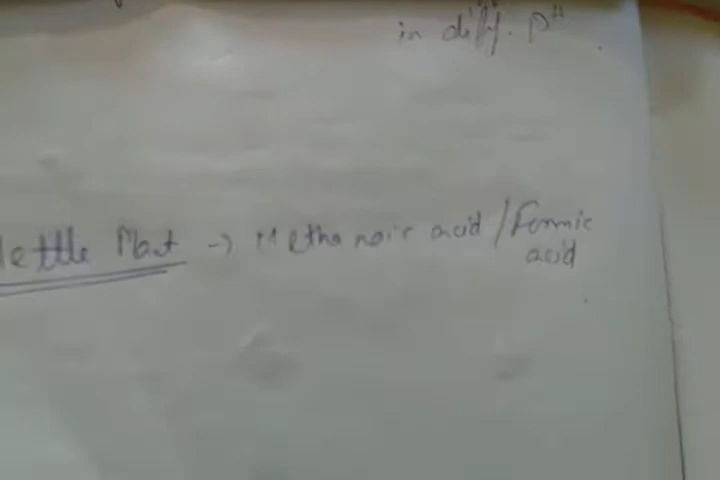 in diff. pH
ettle Plant → Methanoic acid / Formic
acid